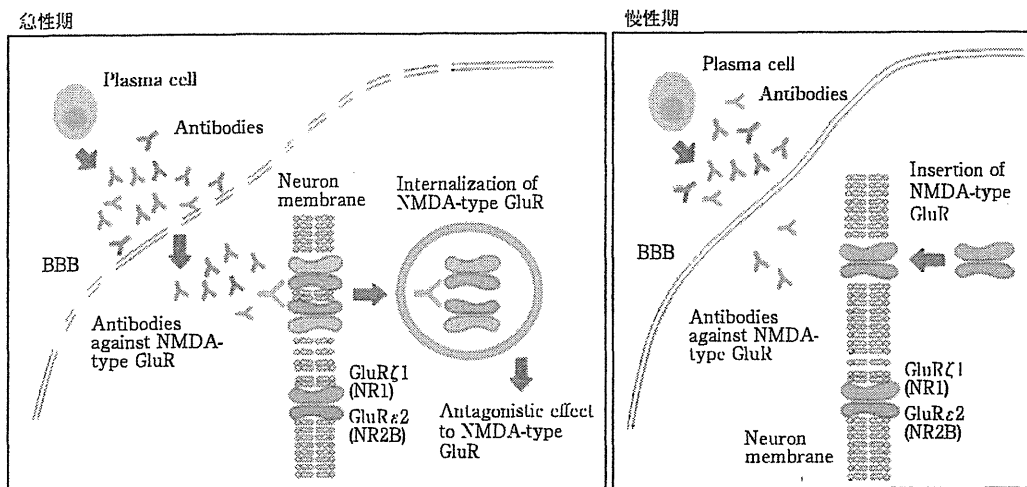 急性期
Plasma cell
Antibodies
BBB
Antibodies
against NMDA-
type GluR
Neuron
membrane
Internalization of
NMDA-type GluR
GluRζ1
(NR1)
GluRε2
(NR2B)
Antagonistic effect
to NMDA-type
GluR
慢性期
Plasma cell
Antibodies
BBB
Antibodies
against NMDA-
type GluR
Insertion of
NMDA-type
GluR
GluRζ1
(NR1)
GluRε2
(NR2B)
Neuron
membrane